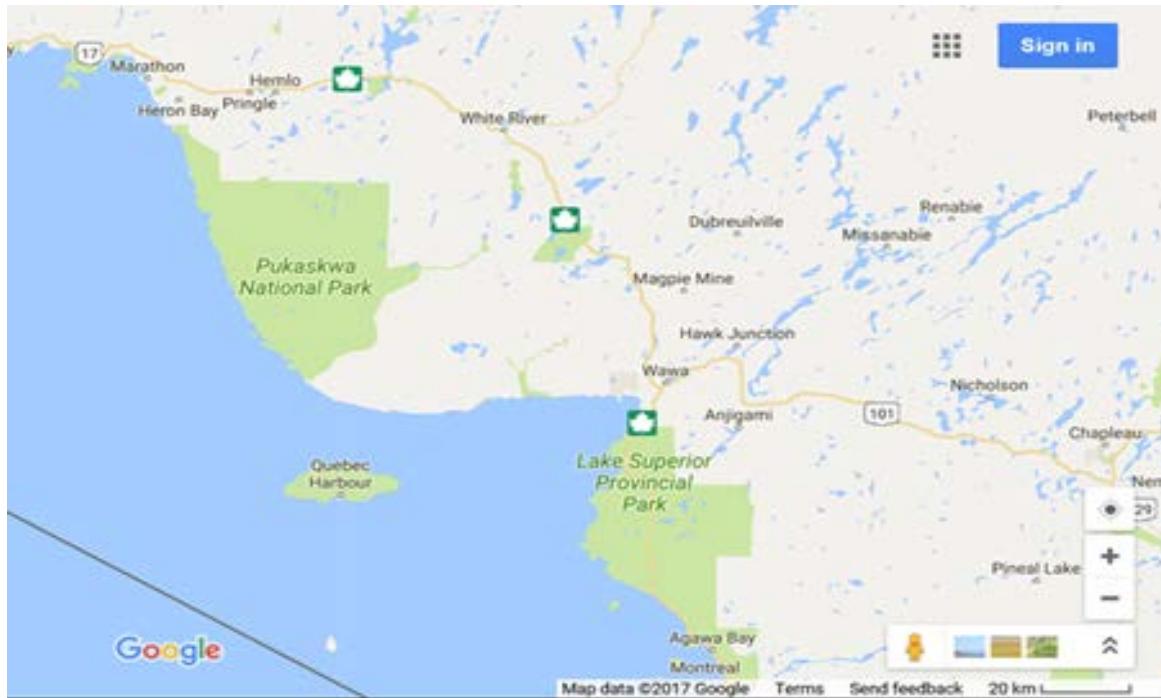 Sign in
17
Marathon
Hemlo
Heron Bay
Pringle
White River
Peterbell
Renabie
Dubreuilville
Missanabie
Pukaskwa
National Park
Magpie Mine
Hawk Junction
Wawa
Nicholson
Anjigami
101
Chapleau
Lake Superior
Provincial
Park
Quebec
Harbour
Nem
29
Pineal Lake
Agawa Bay
Montreal
Google
Map data ©2017 Google
Terms
Send feedback
20 km